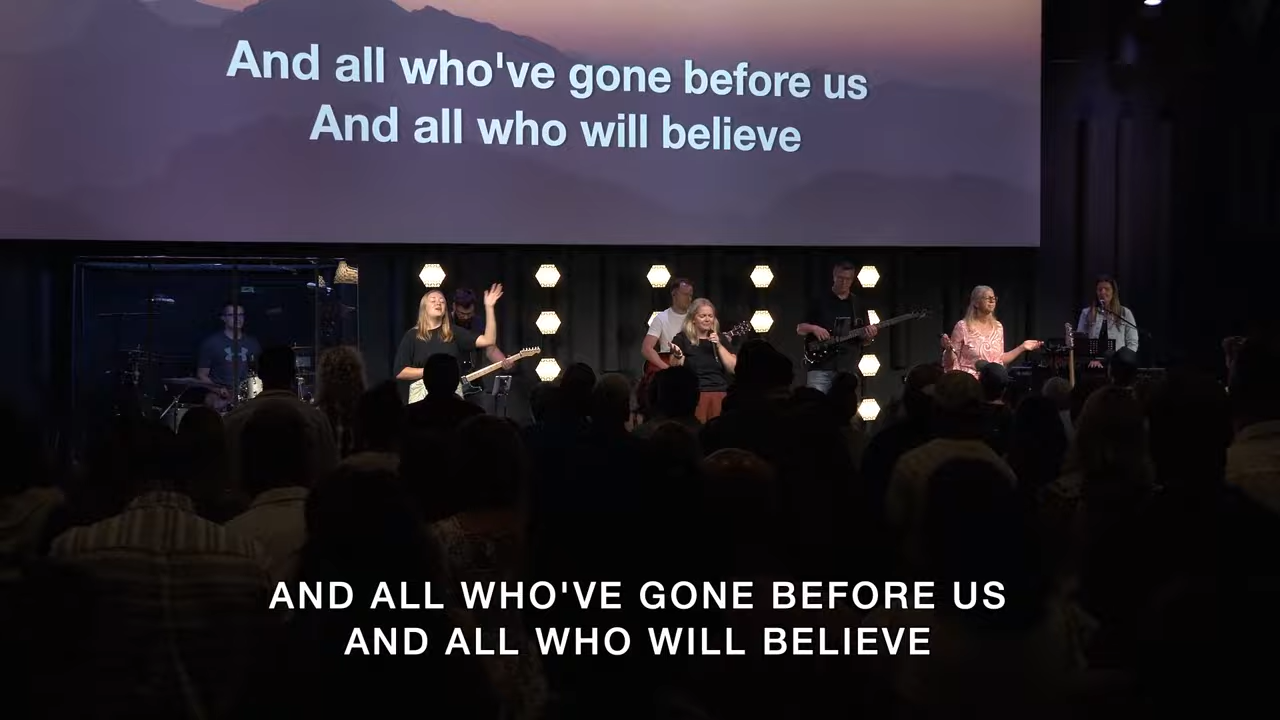 And all who've gone before us
And all who will believe
AND ALL WHO'VE GONE BEFORE US
AND ALL WHO WILL BELIEVE